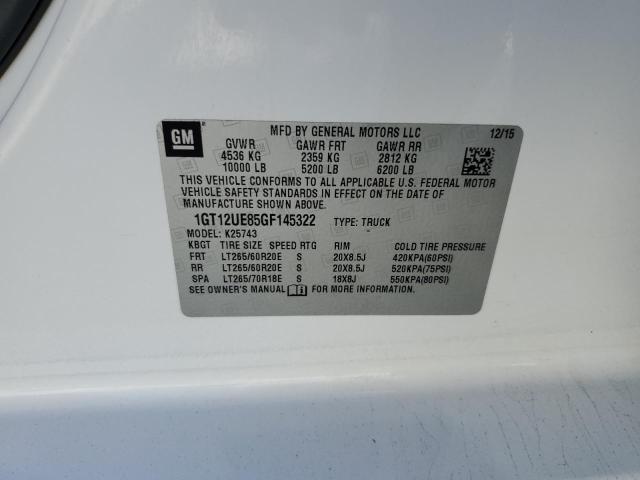 GM
MFD BY GENERAL MOTORS LLC 12/15
GVWR GAWR FRT GAWR RR
4536 KG 2359 KG 2812 KG
10000 LB 5200 LB 6200 LB
THIS VEHICLE CONFORMS TO ALL APPLICABLE U.S. FEDERAL MOTOR
VEHICLE SAFETY STANDARDS IN EFFECT ON THE DATE OF
MANUFACTURE SHOWN ABOVE.
1GT12UE85GF145322 TYPE: TRUCK
MODEL: K25743
KBGT TIRE SIZE SPEED RTG RIM COLD TIRE PRESSURE
FRT LT265/60R20E S 20X8.5J 420KPA(60PSI)
RR LT265/60R20E S 20X8.5J 520KPA(75PSI)
SPA LT265/70R18E S 18X8J 550KPA(80PSI)
SEE OWNER'S MANUAL FOR MORE INFORMATION.